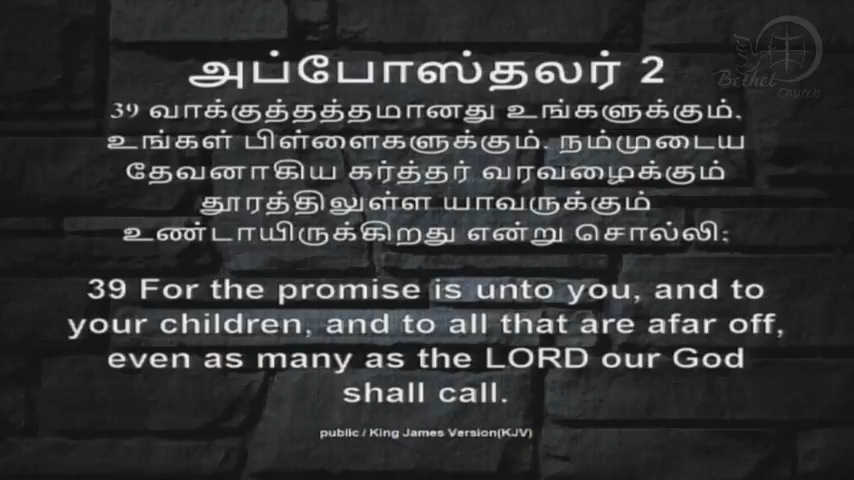 Bethel
Church
அப்போஸ்தலர் 2
39 வாக்குத்தத்தமானது உங்களுக்கும்,
உங்கள் பிள்ளைகளுக்கும், நம்முடைய
தேவனாகிய கர்த்தர் வரவழைக்கும்
தூரத்திலுள்ள யாவருக்கும்
உண்டாயிருக்கிறது என்று சொல்லி;
39 For the promise is unto you, and to
your children, and to all that are afar off,
even as many as the LORD our God
shall call.
public / King James Version(KJV)